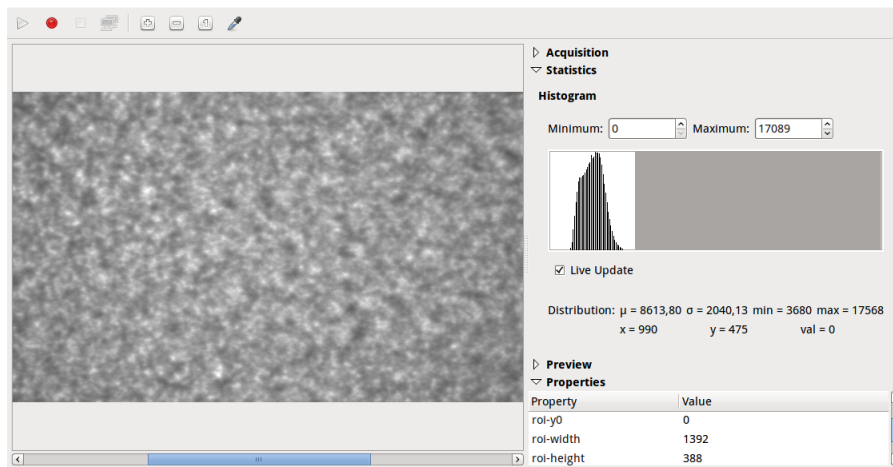 Acquisition
Statistics
Histogram
Minimum: 0 Maximum: 17089
Live Update
Distribution: μ = 8613,80 σ = 2040,13 min = 3680 max = 17568
x = 990 y = 475 val = 0
Preview
Properties
Property Value
roi-y0 0
roi-width 1392
roi-height 388